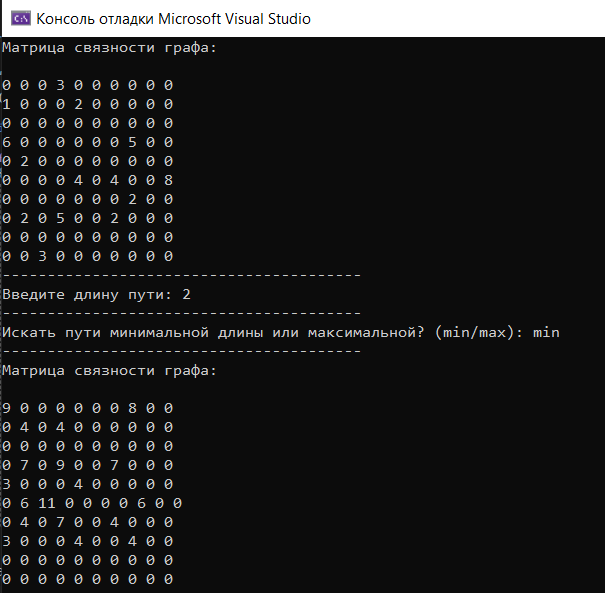 Консоль отладки Microsoft Visual Studio
Матрица связности графа:
0 0 0 3 0 0 0 0 0 0
1 0 0 0 2 0 0 0 0 0
0 0 0 0 0 0 0 0 0 0
6 0 0 0 0 0 0 5 0 0
0 2 0 0 0 0 0 0 0 0
0 0 0 0 4 0 4 0 0 8
0 0 0 0 0 0 0 2 0 0
0 2 0 5 0 0 2 0 0 0
0 0 0 0 0 0 0 0 0 0
0 0 3 0 0 0 0 0 0 0
---------------------------------------
Введите длину пути: 2
---------------------------------------
Искать пути минимальной длины или максимальной? (min/max): min
---------------------------------------
Матрица связности графа:
9 0 0 0 0 0 0 8 0 0
0 4 0 4 0 0 0 0 0 0
0 0 0 0 0 0 0 0 0 0
0 7 0 9 0 0 7 0 0 0
3 0 0 0 4 0 0 0 0 0
0 6 11 0 0 0 0 6 0 0
0 4 0 7 0 0 4 0 0 0
3 0 0 0 4 0 0 4 0 0
0 0 0 0 0 0 0 0 0 0
0 0 0 0 0 0 0 0 0 0